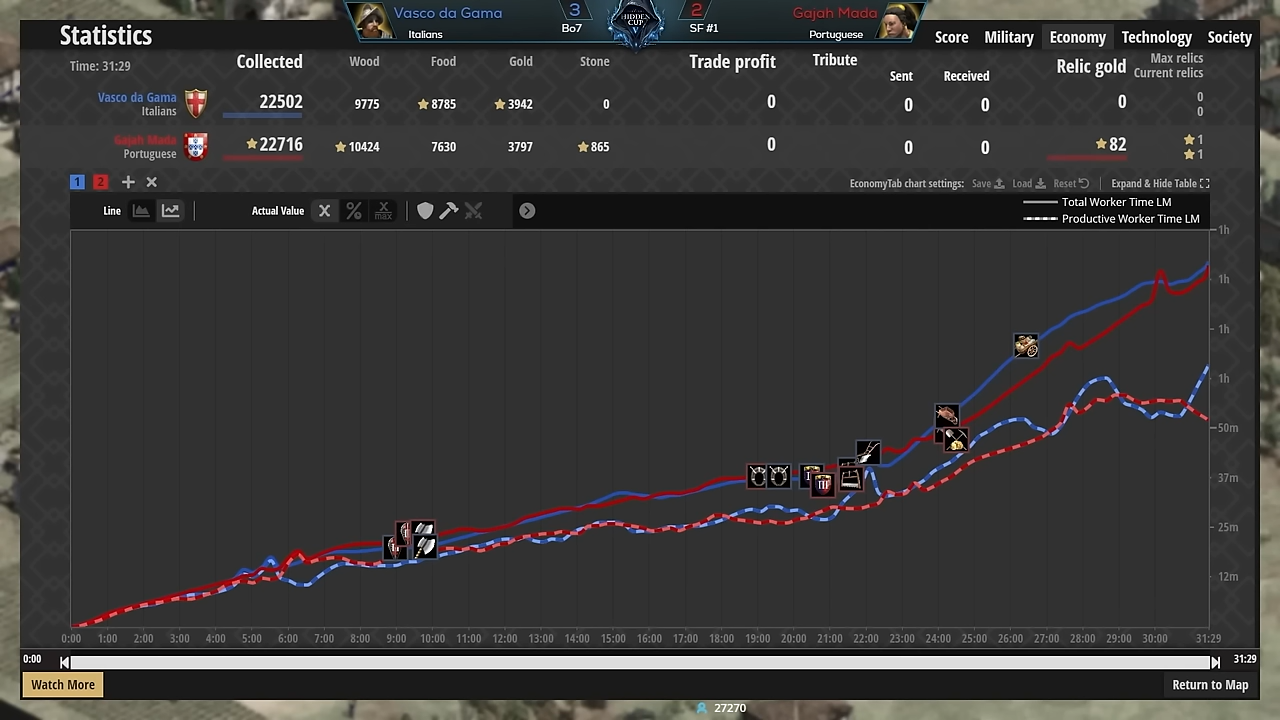 Vasco da Gama 3 HIDDEN CUP 2 Gajah Mada
Italians Bo7 SF #1 Portuguese
Statistics
Score Military Economy Technology Society
Time: 31:29
Collected Wood Food Gold Stone Trade profit Tribute Sent Received Relic gold Max relics
Current relics
Vasco da Gama
Italians
22502 9775 8785 3942 0 0 0 0 0 0
0
Gajah Mada
Portuguese
22716 10424 7630 3797 865 0 0 0 82 1
1
1 2
EconomyTab chart settings: Save Load Reset Expand & Hide Table
Line Actual Value X % X
max
Total Worker Time LM
Productive Worker Time LM
1h
1h
1h
1h
50m
37m
25m
12m
0:00 1:00 2:00 3:00 4:00 5:00 6:00 7:00 8:00 9:00 10:00 11:00 12:00 13:00 14:00 15:00 16:00 17:00 18:00 19:00 20:00 21:00 22:00 23:00 24:00 25:00 26:00 27:00 28:00 29:00 30:00 31:29
0:00 31:29
Watch More Return to Map
27270